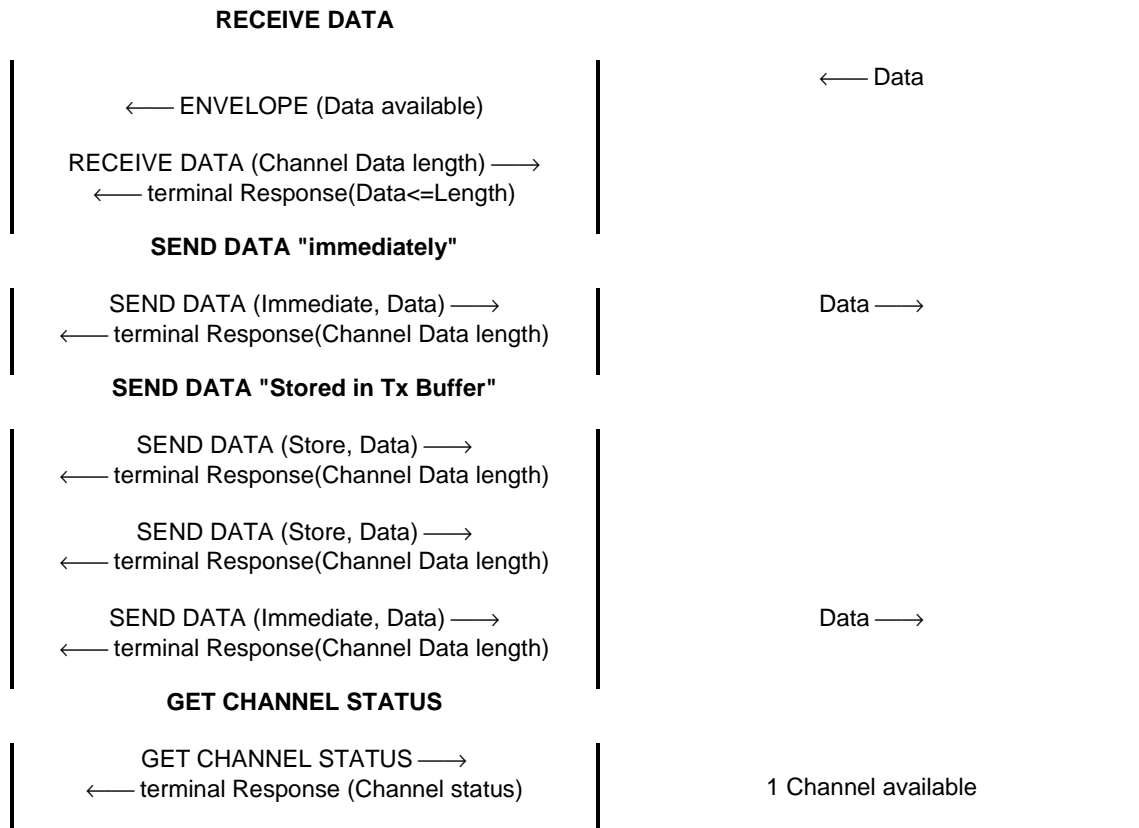 RECEIVE DATA
⟵ Data
⟵ ENVELOPE (Data available)
RECEIVE DATA (Channel Data length) ⟶
⟵ terminal Response(Data<=Length)
SEND DATA "immediately"
SEND DATA (Immediate, Data) ⟶ Data ⟶
⟵ terminal Response(Channel Data length)
SEND DATA "Stored in Tx Buffer"
SEND DATA (Store, Data) ⟶
⟵ terminal Response(Channel Data length)
SEND DATA (Store, Data) ⟶
⟵ terminal Response(Channel Data length)
SEND DATA (Immediate, Data) ⟶ Data ⟶
⟵ terminal Response(Channel Data length)
GET CHANNEL STATUS
GET CHANNEL STATUS ⟶
⟵ terminal Response (Channel status) 1 Channel available